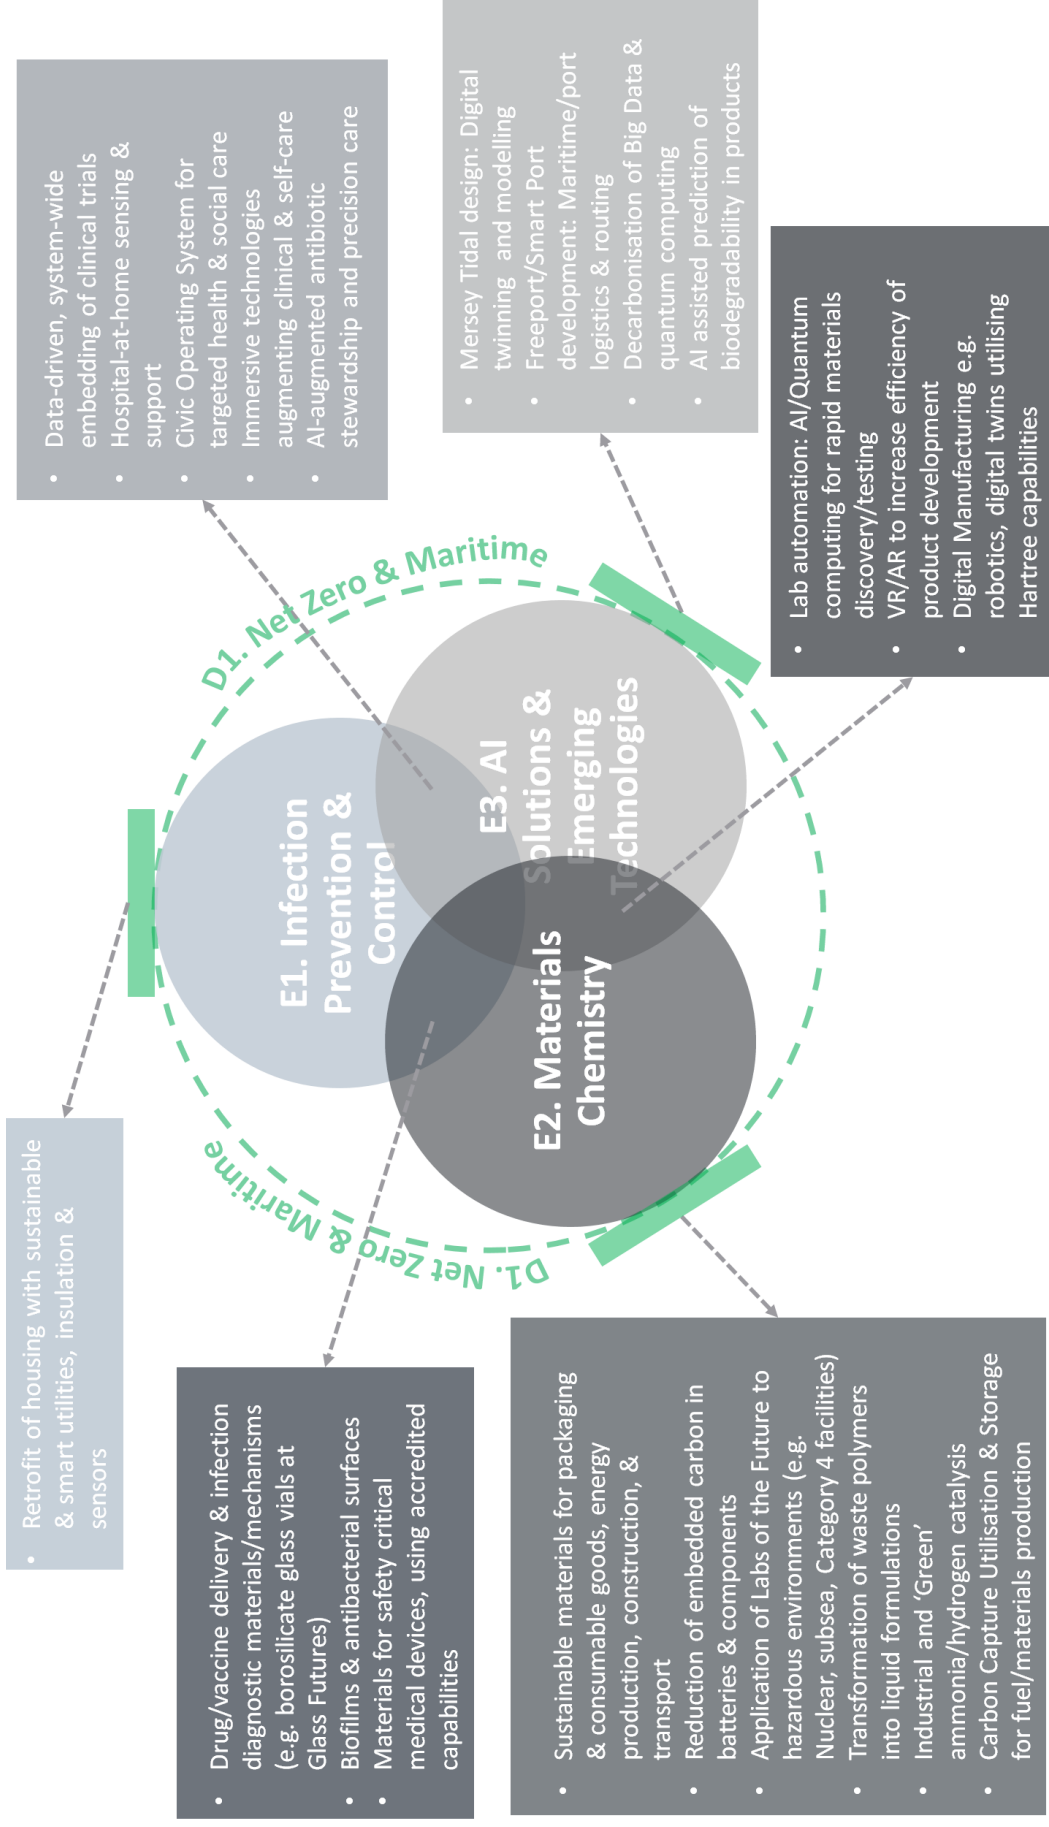 • Retrofit of housing with sustainable
& smart utilities, insulation &
sensors
• Drug/vaccine delivery & infection
diagnostic materials/mechanisms
(e.g. borosilicate glass vials at
Glass Futures)
• Biofilms & antibacterial surfaces
• Materials for safety critical
medical devices, using accredited
capabilities
• Sustainable materials for packaging
& consumable goods, energy
production, construction, &
transport
• Reduction of embedded carbon in
batteries & components
• Application of Labs of the Future to
hazardous environments (e.g.
Nuclear, subsea, Category 4 facilities)
• Transformation of waste polymers
into liquid formulations
• Industrial and ‘Green’
ammonia/hydrogen catalysis
• Carbon Capture Utilisation & Storage
for fuel/materials production
D1. Net Zero & Maritime
D1. Net Zero & Maritime
E1. Infection
Prevention &
Control
E2. Materials
Chemistry
E3. AI
Solutions &
Emerging
Technologies
• Data-driven, system-wide
embedding of clinical trials
• Hospital-at-home sensing &
support
• Civic Operating System for
targeted health & social care
• Immersive technologies
augmenting clinical & self-care
• AI-augmented antibiotic
stewardship and precision care
• Mersey Tidal design: Digital
twinning and modelling
• Freeport/Smart Port
development: Maritime/port
logistics & routing
• Decarbonisation of Big Data &
quantum computing
• AI assisted prediction of
biodegradability in products
• Lab automation: AI/Quantum
computing for rapid materials
discovery/testing
• VR/AR to increase efficiency of
product development
• Digital Manufacturing e.g.
robotics, digital twins utilising
Hartree capabilities